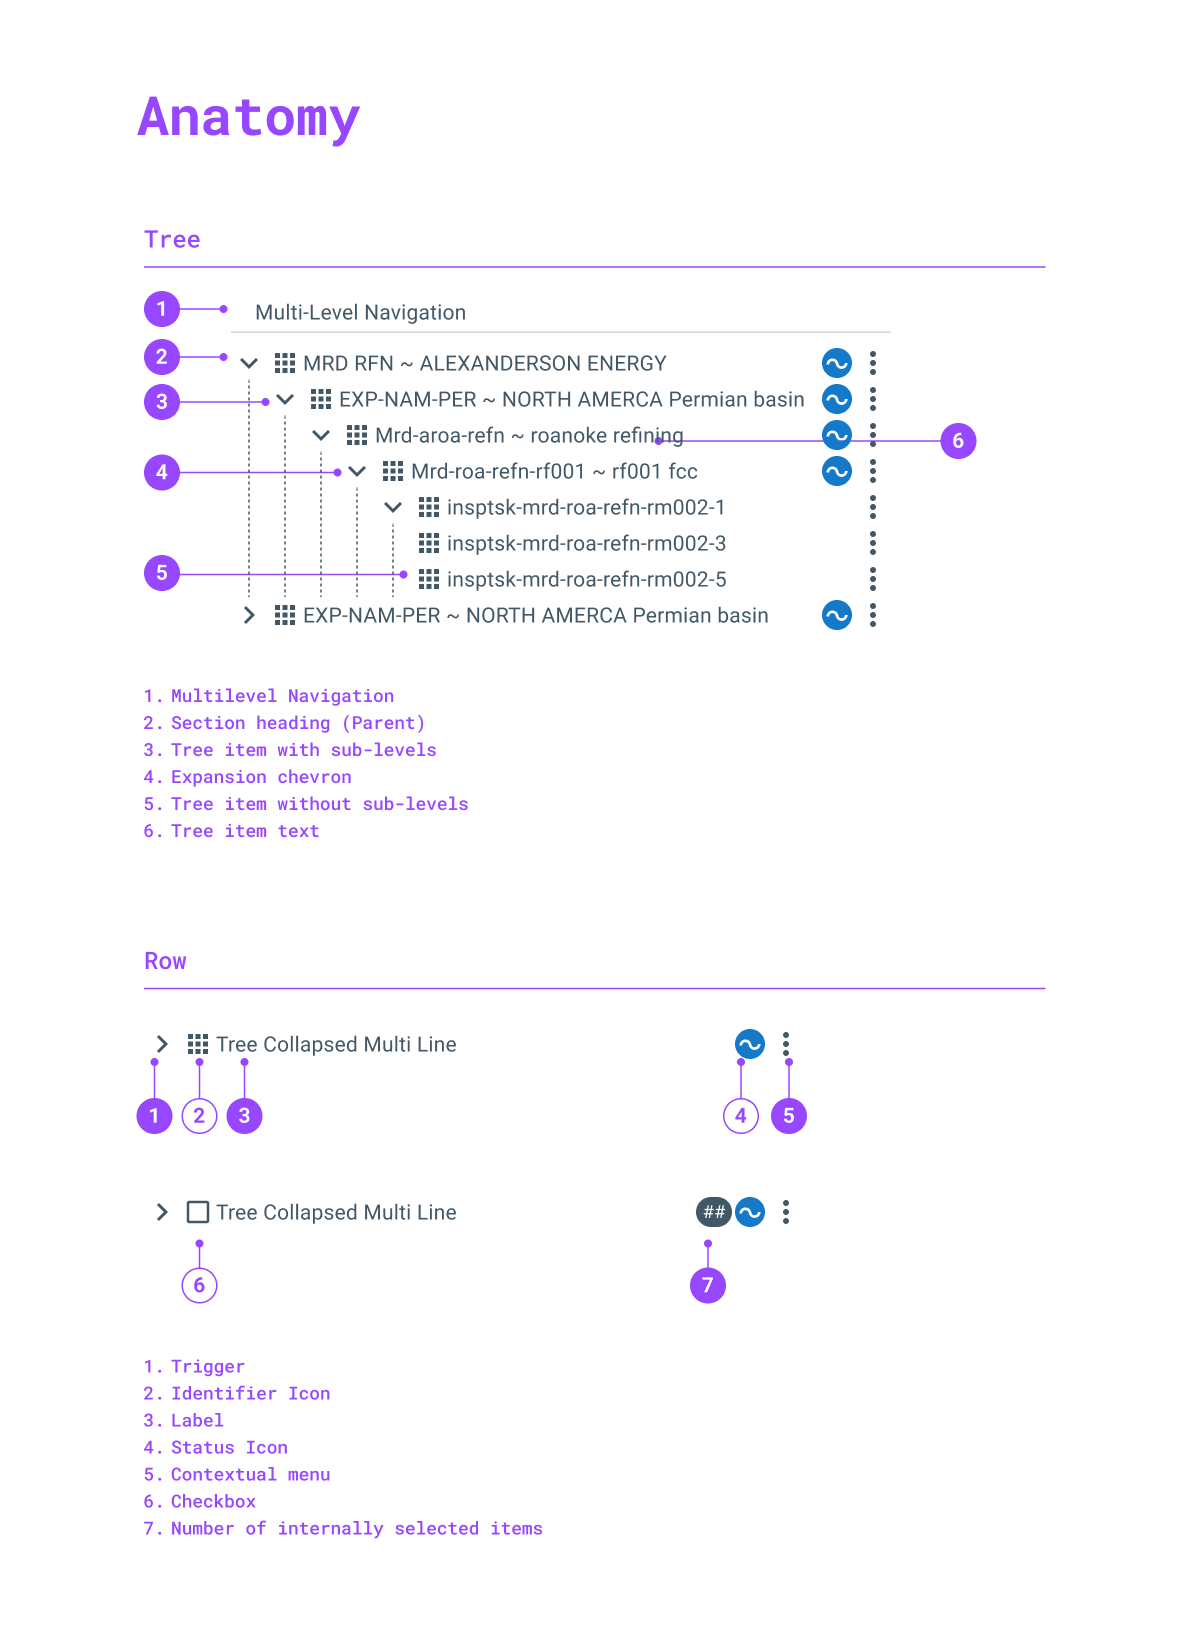 Anatomy
Tree
1 Multi-Level Navigation
2 MRD RFN ~ ALEXANDERSON ENERGY
3 EXP-NAM-PER ~ NORTH AMERCA Permian basin
Mrd-aroa-refn ~ roanoke refining 6
4 Mrd-roa-refn-rf001 ~ rf001 fcc
insptsk-mrd-roa-refn-rm002-1
insptsk-mrd-roa-refn-rm002-3
5 insptsk-mrd-roa-refn-rm002-5
EXP-NAM-PER ~ NORTH AMERCA Permian basin
1. Multilevel Navigation
2. Section heading (Parent)
3. Tree item with sub-levels
4. Expansion chevron
5. Tree item without sub-levels
6. Tree item text
Row
Tree Collapsed Multi Line
1 2 3 4 5
Tree Collapsed Multi Line ##
6 7
1. Trigger
2. Identifier Icon
3. Label
4. Status Icon
5. Contextual menu
6. Checkbox
7. Number of internally selected items